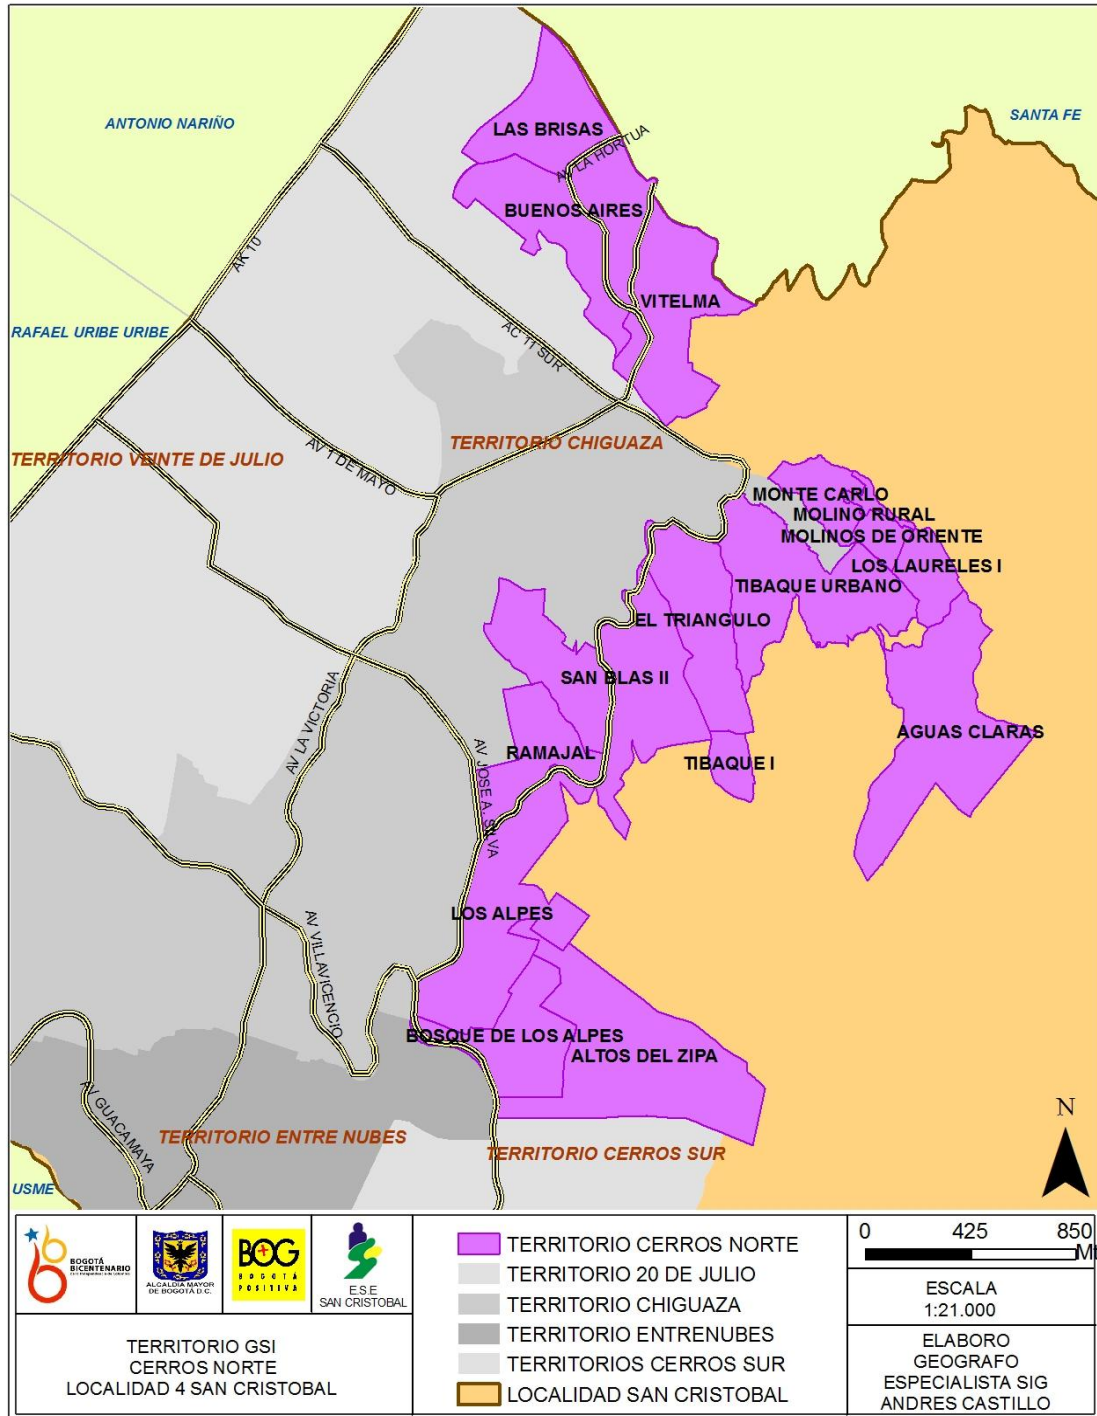 ANTONIO NARIÑO
SANTA FE
LAS BRISAS
AV LA HORTUA
BUENOS AIRES
AK 10
VITELMA
RAFAEL URIBE URIBE
AC 11 SUR
TERRITORIO CHIGUAZA
TERRITORIO VEINTE DE JULIO
AV 1 DE MAYO
MONTE CARLO
MOLINO RURAL
MOLINOS DE ORIENTE
LOS LAURELES I
TIBAQUE URBANO
EL TRIANGULO
SAN BLAS II
AV LA VICTORIA
AGUAS CLARAS
RAMAJAL
TIBAQUE I
AV JOSE A. SILVA
LOS ALPES
AV VILLAVICENCIO
BOSQUE DE LOS ALPES
ALTOS DEL ZIPA
AV GUACAMAYA
TERRITORIO ENTRE NUBES
TERRITORIO CERROS SUR
USME
N
BOGOTÁ
BICENTENARIO
ALCALDIA MAYOR
DE BOGOTÁ D.C.
BOG
BOGOTÁ
POSITIVA
E.S.E
SAN CRISTOBAL
TERRITORIO GSI
CERROS NORTE
LOCALIDAD 4 SAN CRISTOBAL
TERRITORIO CERROS NORTE
TERRITORIO 20 DE JULIO
TERRITORIO CHIGUAZA
TERRITORIO ENTRENUBES
TERRITORIOS CERROS SUR
LOCALIDAD SAN CRISTOBAL
0 425 850
Mt
ESCALA
1:21.000
ELABORO
GEOGRAFO
ESPECIALISTA SIG
ANDRES CASTILLO